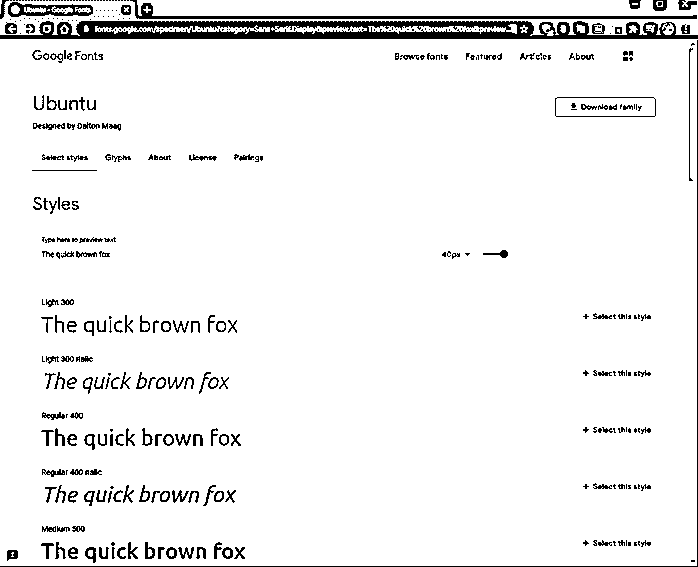 Ubuntu - Google Fonts
fonts.google.com/specimen/Ubuntu?category=Sans+Serif,Display&preview.text=The%20quick%20brown%20fox&preview.
Google Fonts
Browse fonts Featured Articles About
Ubuntu
Download family
Designed by Dalton Maag
Select styles Glyphs About License Pairings
Styles
Type here to preview text
The quick brown fox 40px
Light 300
The quick brown fox + Select this style
Light 300 italic
The quick brown fox + Select this style
Regular 400
The quick brown fox + Select this style
Regular 400 italic
The quick brown fox + Select this style
Medium 500
The quick brown fox + Select this style